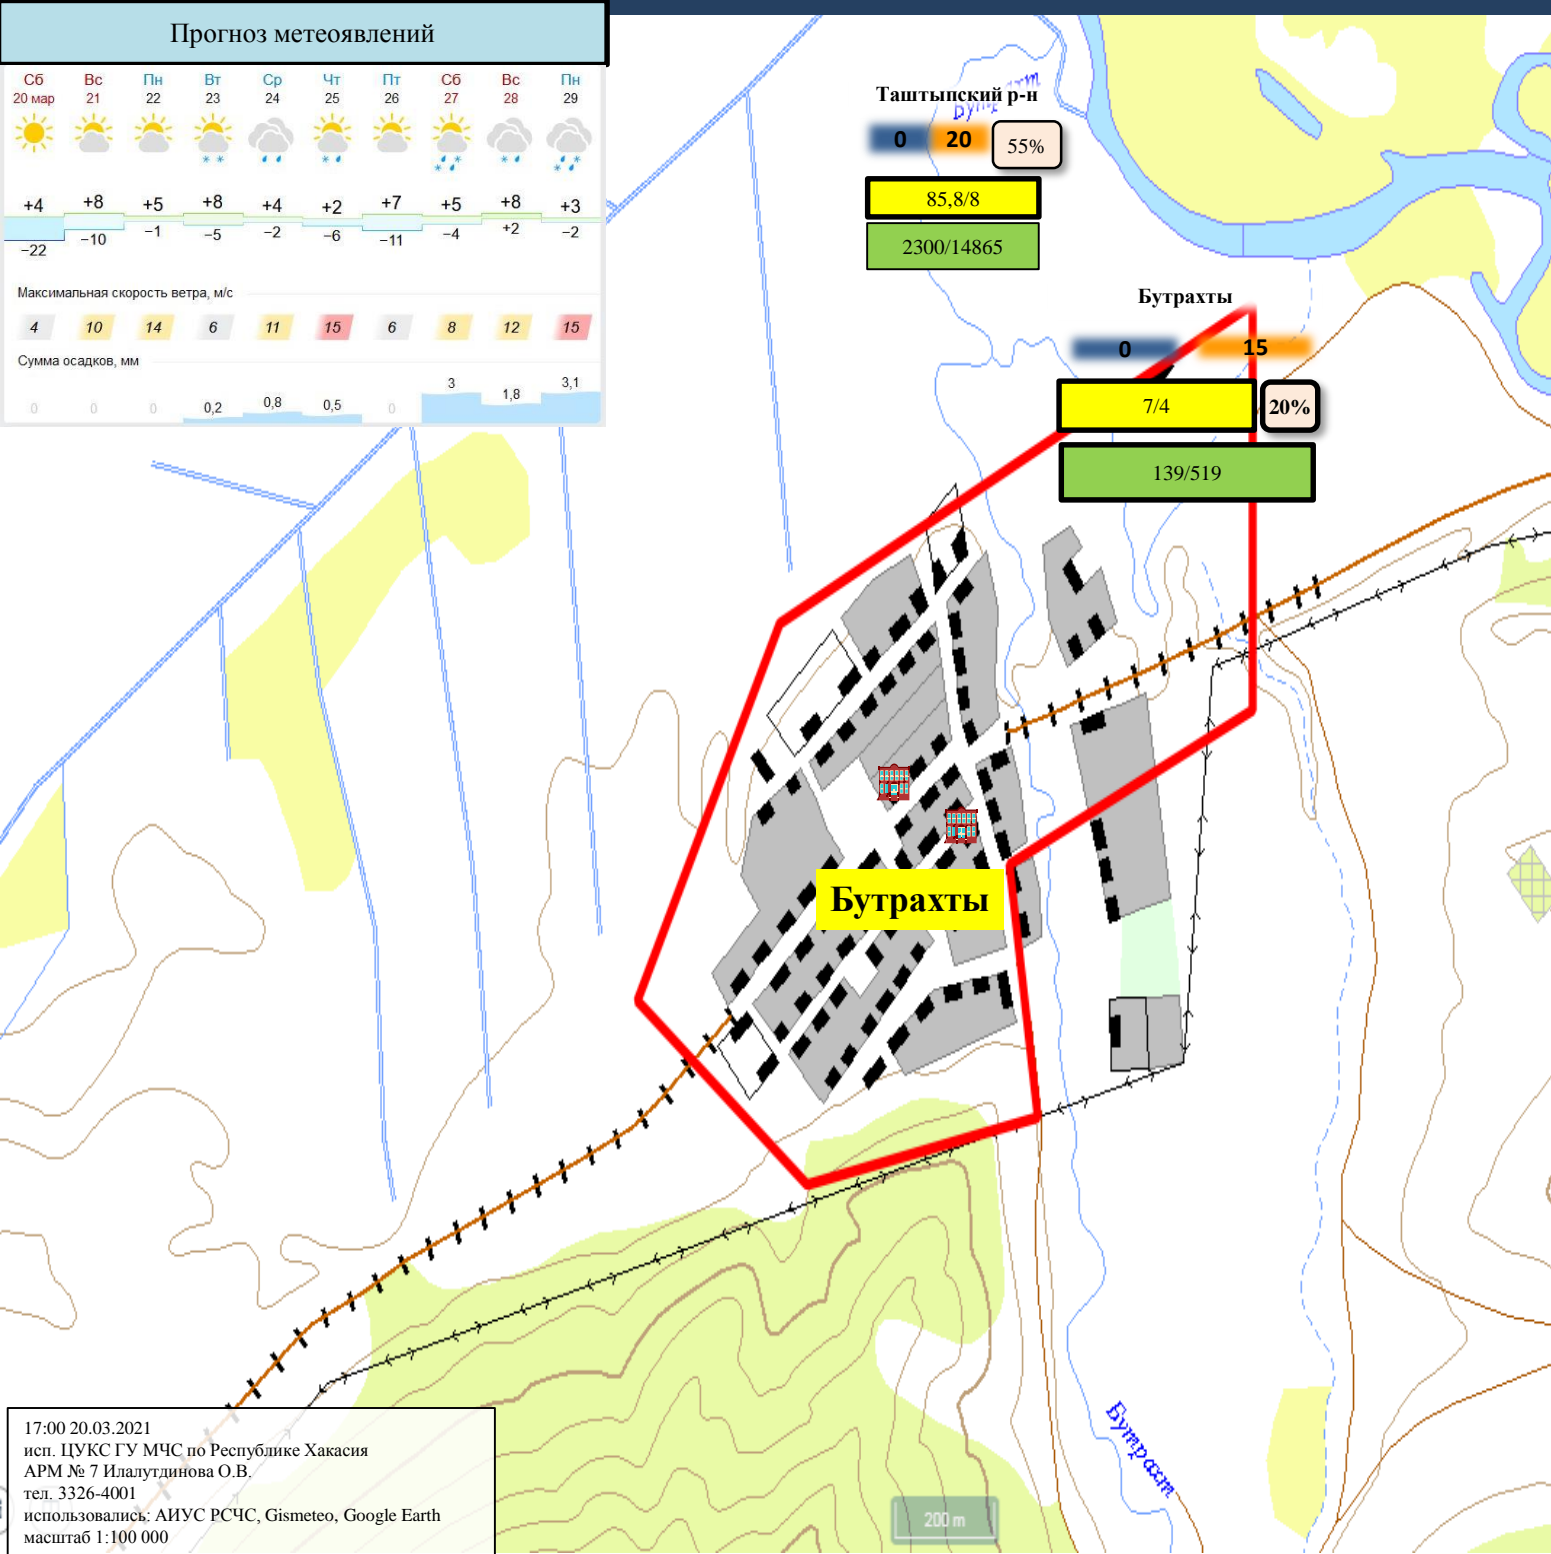 Прогноз метеоявлений
Сб Вс Пн Вт Ср Чт Пт Сб Вс Пн
20 мар 21 22 23 24 25 26 27 28 29
+4 +8 +5 +8 +4 +2 +7 +5 +8 +3
−22 −10 −1 −5 −2 −6 −11 −4 +2 −2
Максимальная скорость ветра, м/с
4 10 14 6 11 15 6 8 12 15
Сумма осадков, мм
0 0 0 0,2 0,8 0,5 0 3 1,8 3,1
Таштыпский р-н
0 20 55%
85,8/8
2300/14865
Бутрахты
0 15
7/4 20%
139/519
Бутрахты
Бутрахт
200 m
17:00 20.03.2021
исп. ЦУКС ГУ МЧС по Республике Хакасия
АРМ № 7 Илалутдинова О.В.
тел. 3326-4001
использовались: АИУС РСЧС, Gismeteo, Google Earth
масштаб 1:100 000